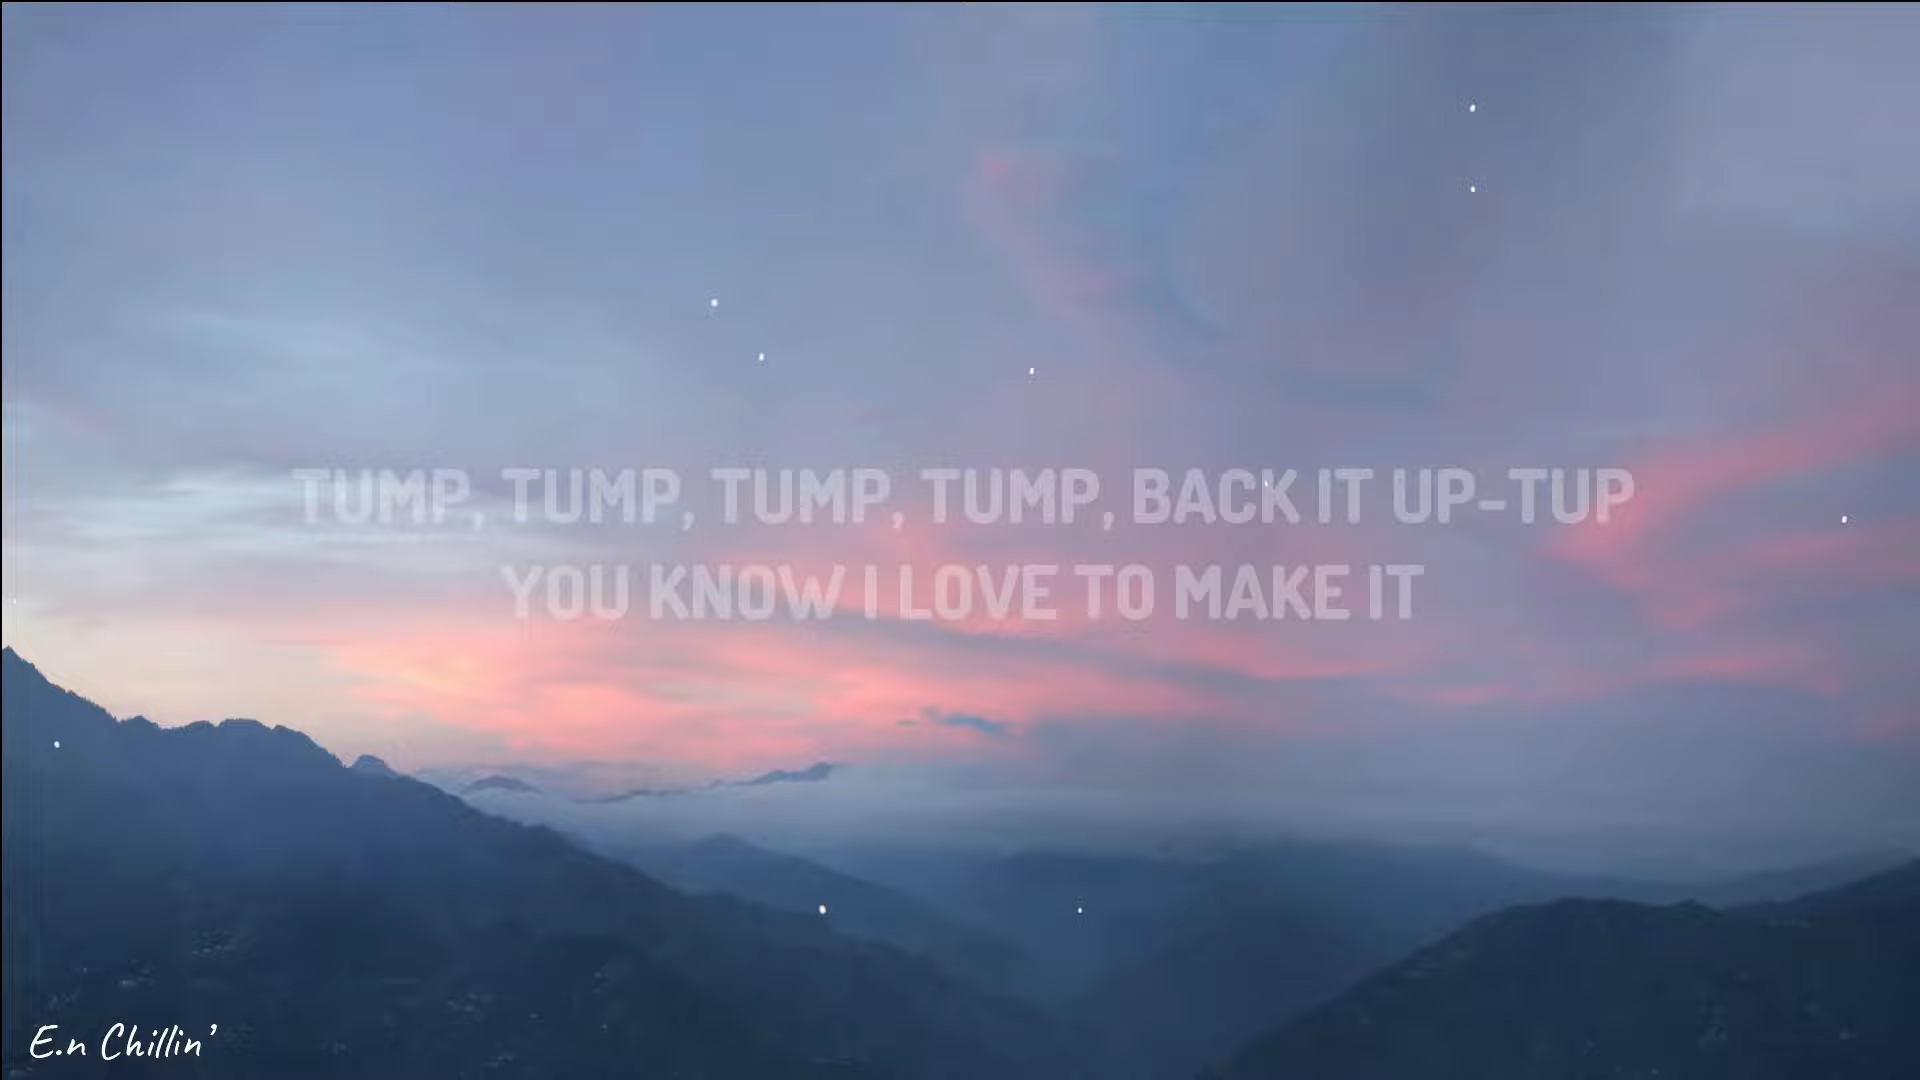 TUMP, TUMP, TUMP, TUMP, BACK IT UP-TUP
YOU KNOW I LOVE TO MAKE IT
E.n Chillin'